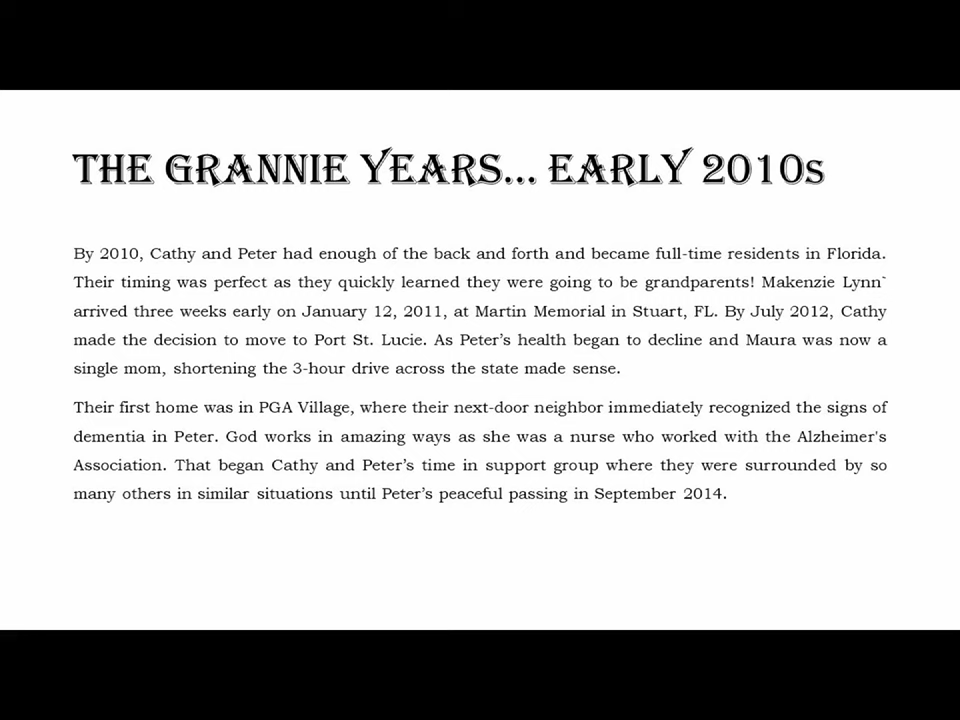 THE GRANNIE YEARS... EARLY 2010s
By 2010, Cathy and Peter had enough of the back and forth and became full-time residents in Florida.
Their timing was perfect as they quickly learned they were going to be grandparents! Makenzie Lynn`
arrived three weeks early on January 12, 2011, at Martin Memorial in Stuart, FL. By July 2012, Cathy
made the decision to move to Port St. Lucie. As Peter’s health began to decline and Maura was now a
single mom, shortening the 3-hour drive across the state made sense.
Their first home was in PGA Village, where their next-door neighbor immediately recognized the signs of
dementia in Peter. God works in amazing ways as she was a nurse who worked with the Alzheimer's
Association. That began Cathy and Peter’s time in support group where they were surrounded by so
many others in similar situations until Peter’s peaceful passing in September 2014.